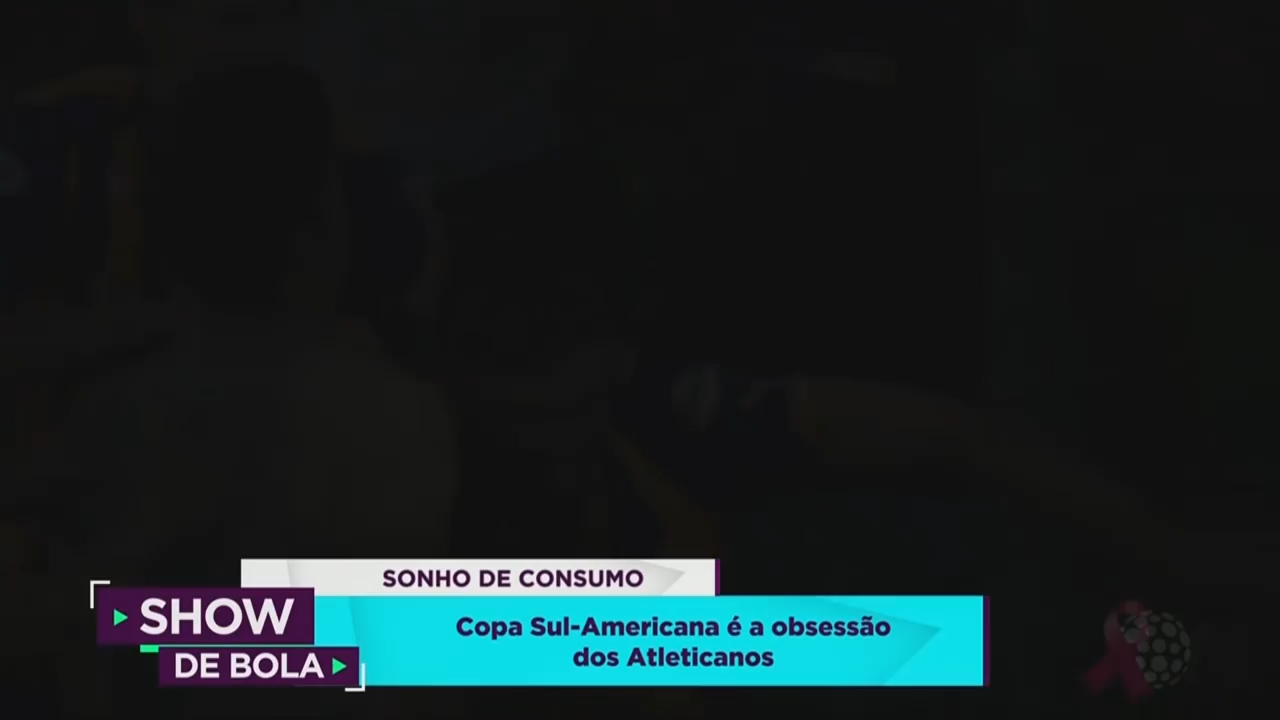 SONHO DE CONSUMO
SHOW
DE BOLA
Copa Sul-Americana é a obsessão
dos Atleticanos